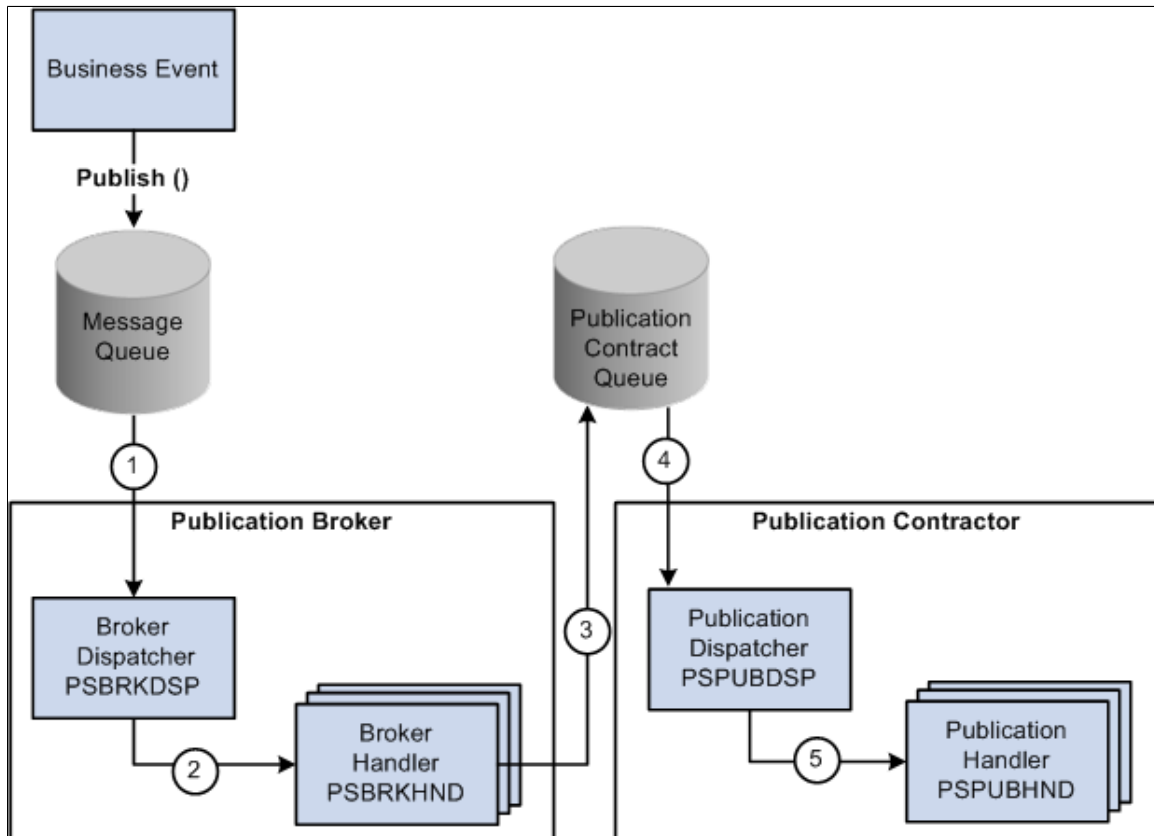 Business Event
Publish ()
Message
Queue
Publication
Contract
Queue
1
4
Publication Broker
Publication Contractor
Broker
Dispatcher
PSBRKDSP
3
Publication
Dispatcher
PSPUBDSP
2
Broker
Handler
PSBRKHND
5
Publication
Handler
PSPUBHND